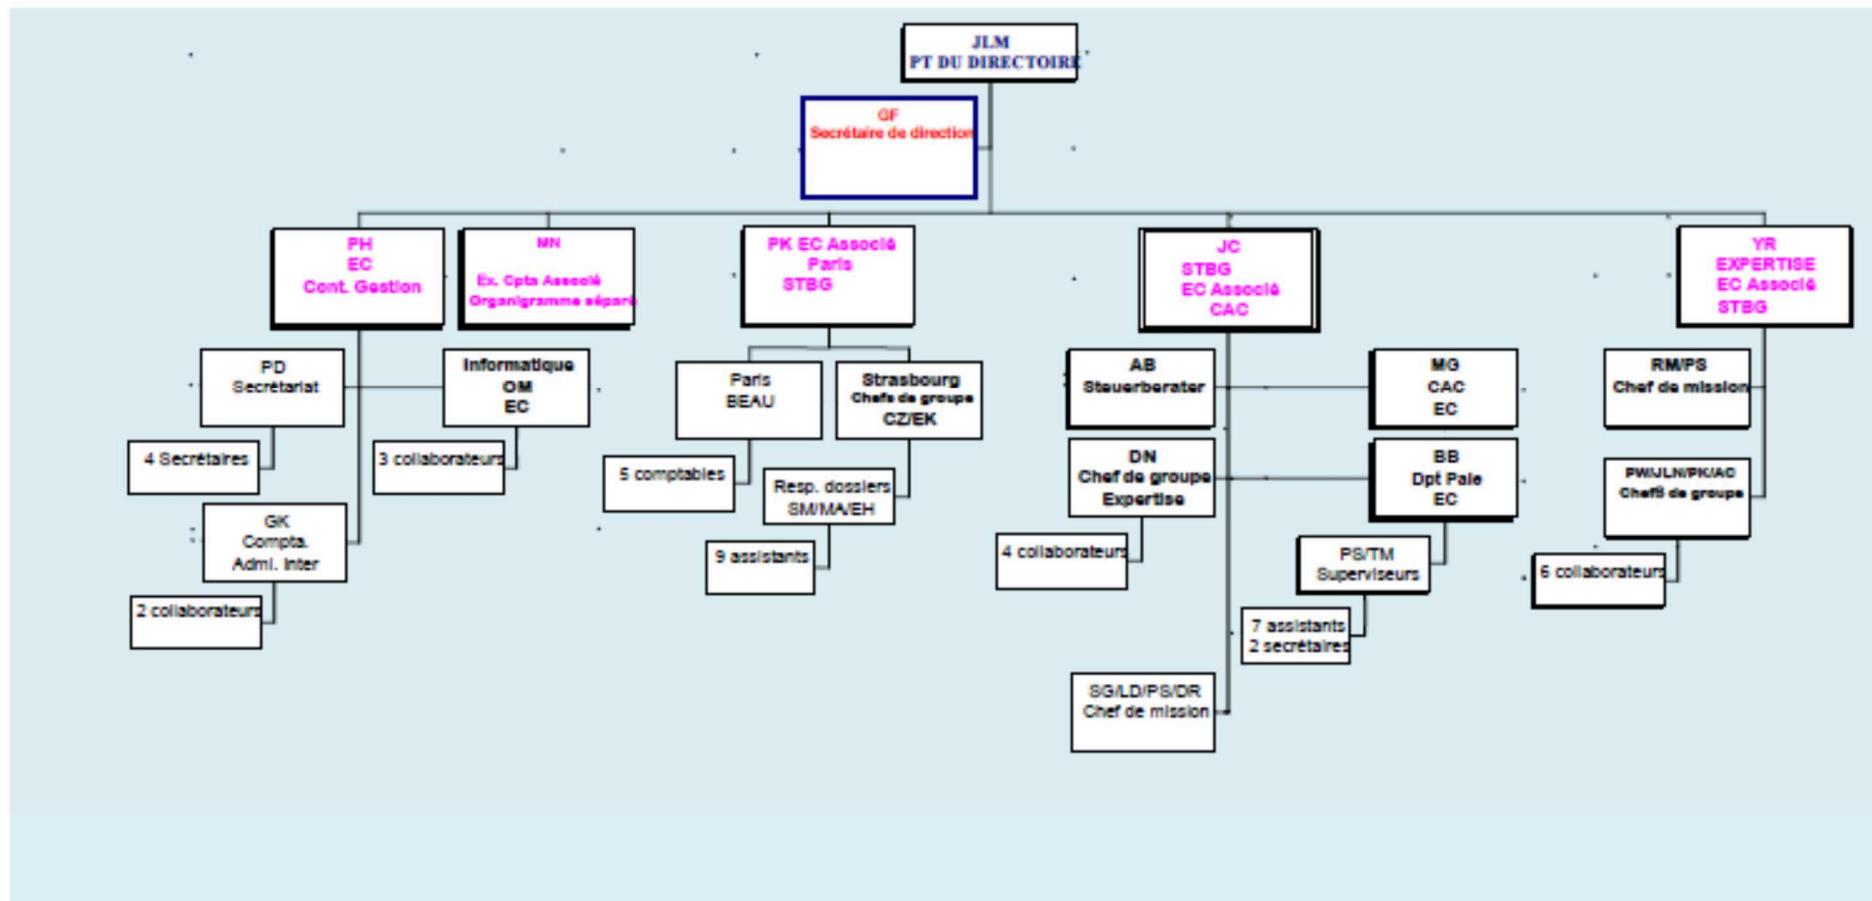 JLM
PT DU DIRECTOIRE
GF
Secrétaire de direction
PH
EC
Cont. Gestion
MN
Ex. Cpta Associé
Organigramme séparé
PK EC Associé
Paris
STBG
JC
STBG
EC Associé
CAC
YR
EXPERTISE
EC Associé
STBG
PD
Secrétariat
Informatique
OM
EC
Paris
BEAU
Strasbourg
Chefs de groupe
CZ/EK
AB
Steuerberater
MG
CAC
EC
RM/PS
Chef de mission
4 Secrétaires
3 collaborateurs
5 comptables
Resp. dossiers
SM/MA/EH
DN
Chef de groupe
Expertise
BB
Dpt Paie
EC
PW/JLN/PK/AC
Chefs de groupe
GK
Compta.
Admi. Inter
9 assistants
4 collaborateurs
PS/TM
Superviseurs
6 collaborateurs
2 collaborateurs
7 assistants
2 secrétaires
SG/LD/PS/DR
Chef de mission